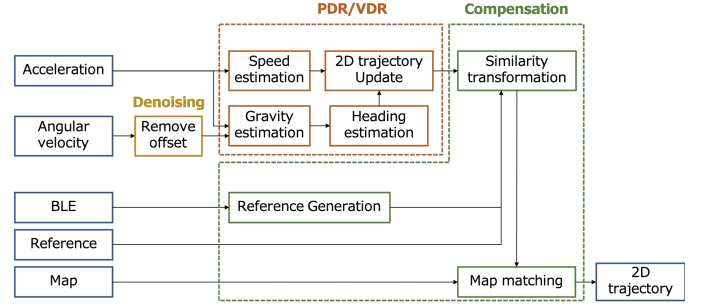 PDR/VDR
Compensation
Acceleration
Speed
estimation
2D trajectory
Update
Similarity
transformation
Denoising
Angular
velocity
Remove
offset
Gravity
estimation
Heading
estimation
BLE
Reference Generation
Reference
Map
Map matching
2D
trajectory